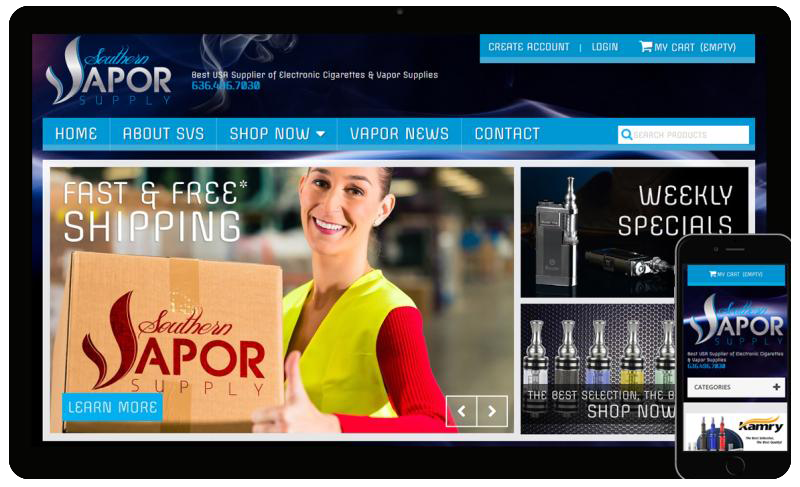 CREATE ACCOUNT | LOGIN MY CART (EMPTY)
Southern
VAPOR
SUPPLY
Best USA Supplier of Electronic Cigarettes & Vapor Supplies
636.486.7030
HOME ABOUT SVS SHOP NOW VAPOR NEWS CONTACT
SEARCH PRODUCTS
FAST & FREE*
SHIPPING
Southern
VAPOR
SUPPLY
LEARN MORE
WEEKLY
SPECIALS
THE BEST SELECTION, THE B
SHOP NOW
MY CART (EMPTY)
Southern
VAPOR
SUPPLY
Best USA Supplier of Electronic Cigarettes
& Vapor Supplies
636.486.7030
CATEGORIES +
Kamry
The Best Selection,
The Best Quality!